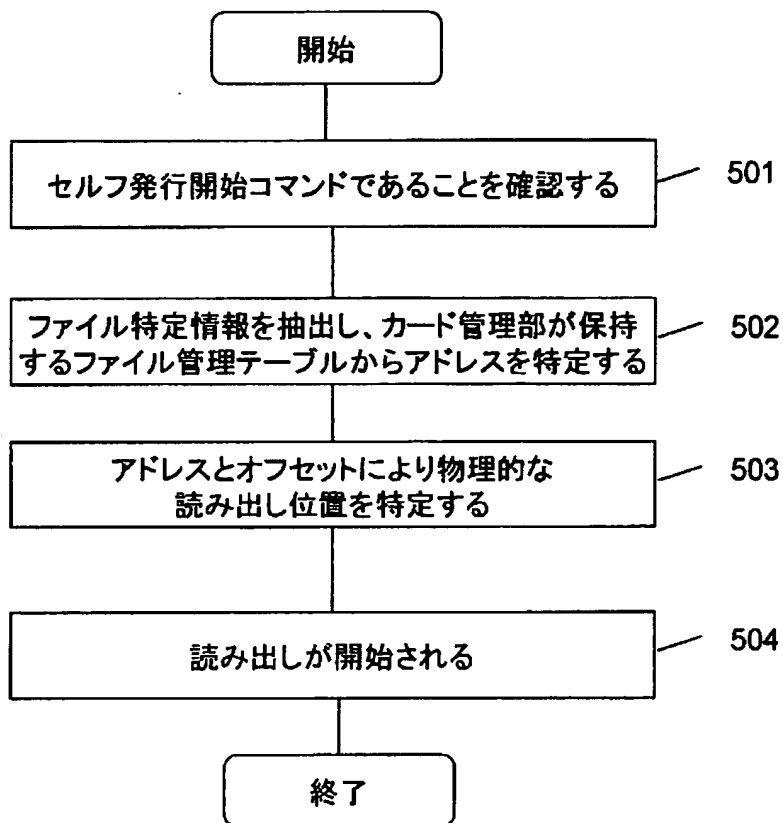 開始
セルフ発行開始コマンドであることを確認する
501
ファイル特定情報を抽出し、カード管理部が保持
するファイル管理テーブルからアドレスを特定する
502
アドレスとオフセットにより物理的な
読み出し位置を特定する
503
読み出しが開始される
504
終了